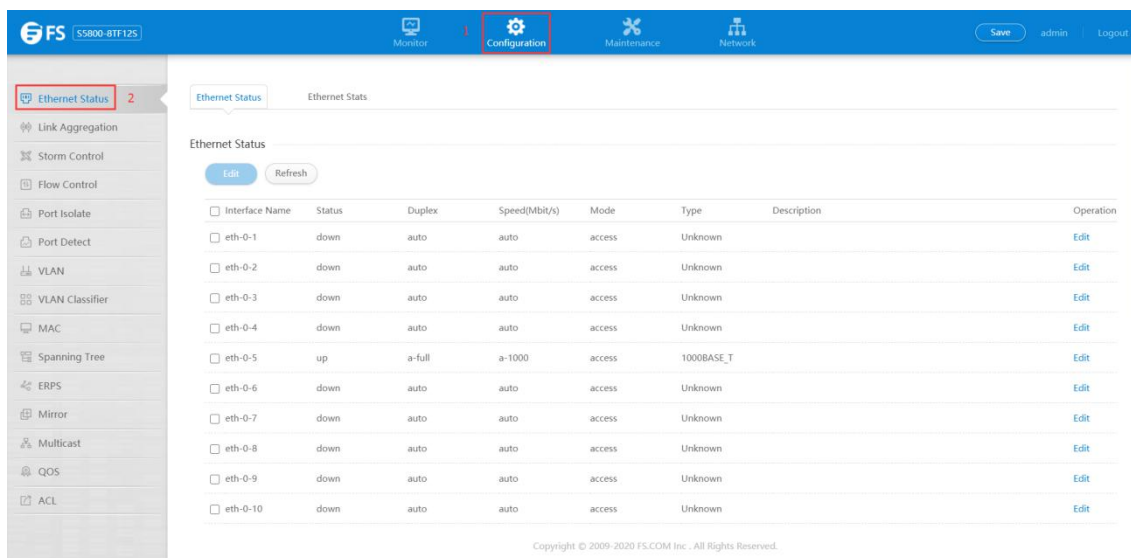 FS S5800-8TF12S
Monitor
1
Configuration
Maintenance
Network
Save
admin
Logout
Ethernet Status 2
Link Aggregation
Storm Control
Flow Control
Port Isolate
Port Detect
VLAN
VLAN Classifier
MAC
Spanning Tree
ERPS
Mirror
Multicast
QOS
ACL
Ethernet Status Ethernet Stats
Ethernet Status
Edit Refresh
Interface Name Status Duplex Speed(Mbit/s) Mode Type Description Operation
eth-0-1 down auto auto access Unknown Edit
eth-0-2 down auto auto access Unknown Edit
eth-0-3 down auto auto access Unknown Edit
eth-0-4 down auto auto access Unknown Edit
eth-0-5 up a-full a-1000 access 1000BASE_T Edit
eth-0-6 down auto auto access Unknown Edit
eth-0-7 down auto auto access Unknown Edit
eth-0-8 down auto auto access Unknown Edit
eth-0-9 down auto auto access Unknown Edit
eth-0-10 down auto auto access Unknown Edit
Copyright © 2009-2020 FS.COM Inc . All Rights Reserved.